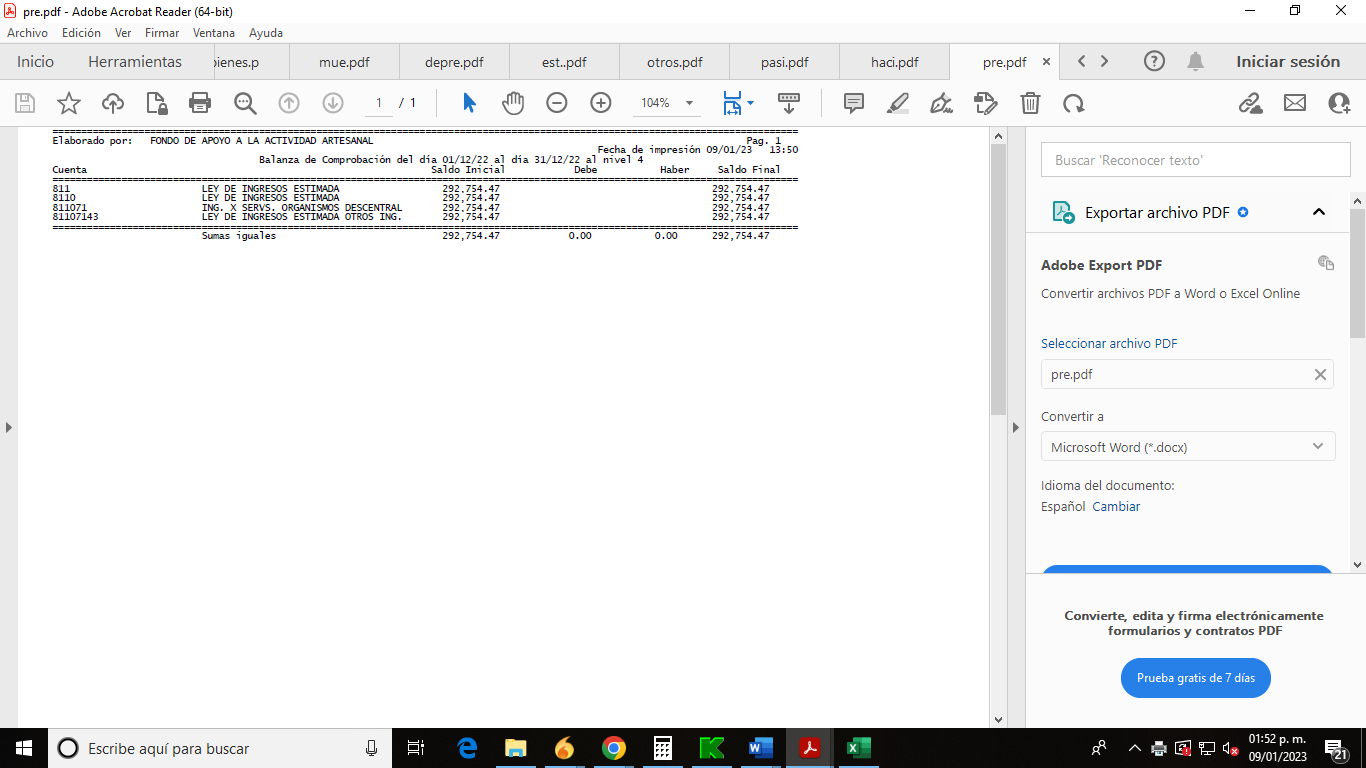 pre.pdf - Adobe Acrobat Reader (64-bit)
Archivo Edición Ver Firmar Ventana Ayuda
Inicio Herramientas bienes.p mue.pdf depre.pdf est..pdf otros.pdf pasi.pdf haci.pdf pre.pdf Iniciar sesión
1 / 1 104%
================================================================
Elaborado por: FONDO DE APOYO A LA ACTIVIDAD ARTESANAL Pag. 1
Fecha de impresión 09/01/23 13:50
Balanza de Comprobación del día 01/12/22 al día 31/12/22 al nivel 4
Cuenta Saldo Inicial Debe Haber Saldo Final
================================================================
811 LEY DE INGRESOS ESTIMADA 292,754.47 292,754.47
8110 LEY DE INGRESOS ESTIMADA 292,754.47 292,754.47
811071 ING. X SERVS. ORGANISMOS DESCENTRAL 292,754.47 292,754.47
81107143 LEY DE INGRESOS ESTIMADA OTROS ING. 292,754.47 292,754.47
================================================================
Sumas iguales 292,754.47 0.00 0.00 292,754.47
Buscar 'Reconocer texto'
Exportar archivo PDF
Adobe Export PDF
Convertir archivos PDF a Word o Excel Online
Seleccionar archivo PDF
pre.pdf
Convertir a
Microsoft Word (*.docx)
Idioma del documento:
Español Cambiar
Convierte, edita y firma electrónicamente
formularios y contratos PDF
Prueba gratis de 7 días
Escribe aquí para buscar
01:52 p. m.
09/01/2023
21